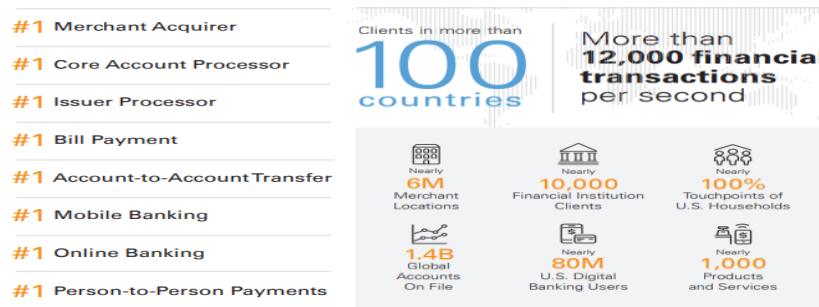 #1 Merchant Acquirer
#1 Core Account Processor
#1 Issuer Processor
#1 Bill Payment
#1 Account-to-Account Transfer
#1 Mobile Banking
#1 Online Banking
#1 Person-to-Person Payments
Clients in more than
100
countries
More than
12,000 financial
transactions
per second
Nearly
6M
Merchant
Locations
Nearly
10,000
Financial Institution
Clients
Nearly
100%
Touchpoints of
U.S. Households
1.4B
Global
Accounts
On File
Nearly
80M
U.S. Digital
Banking Users
Nearly
1,000
Products
and Services